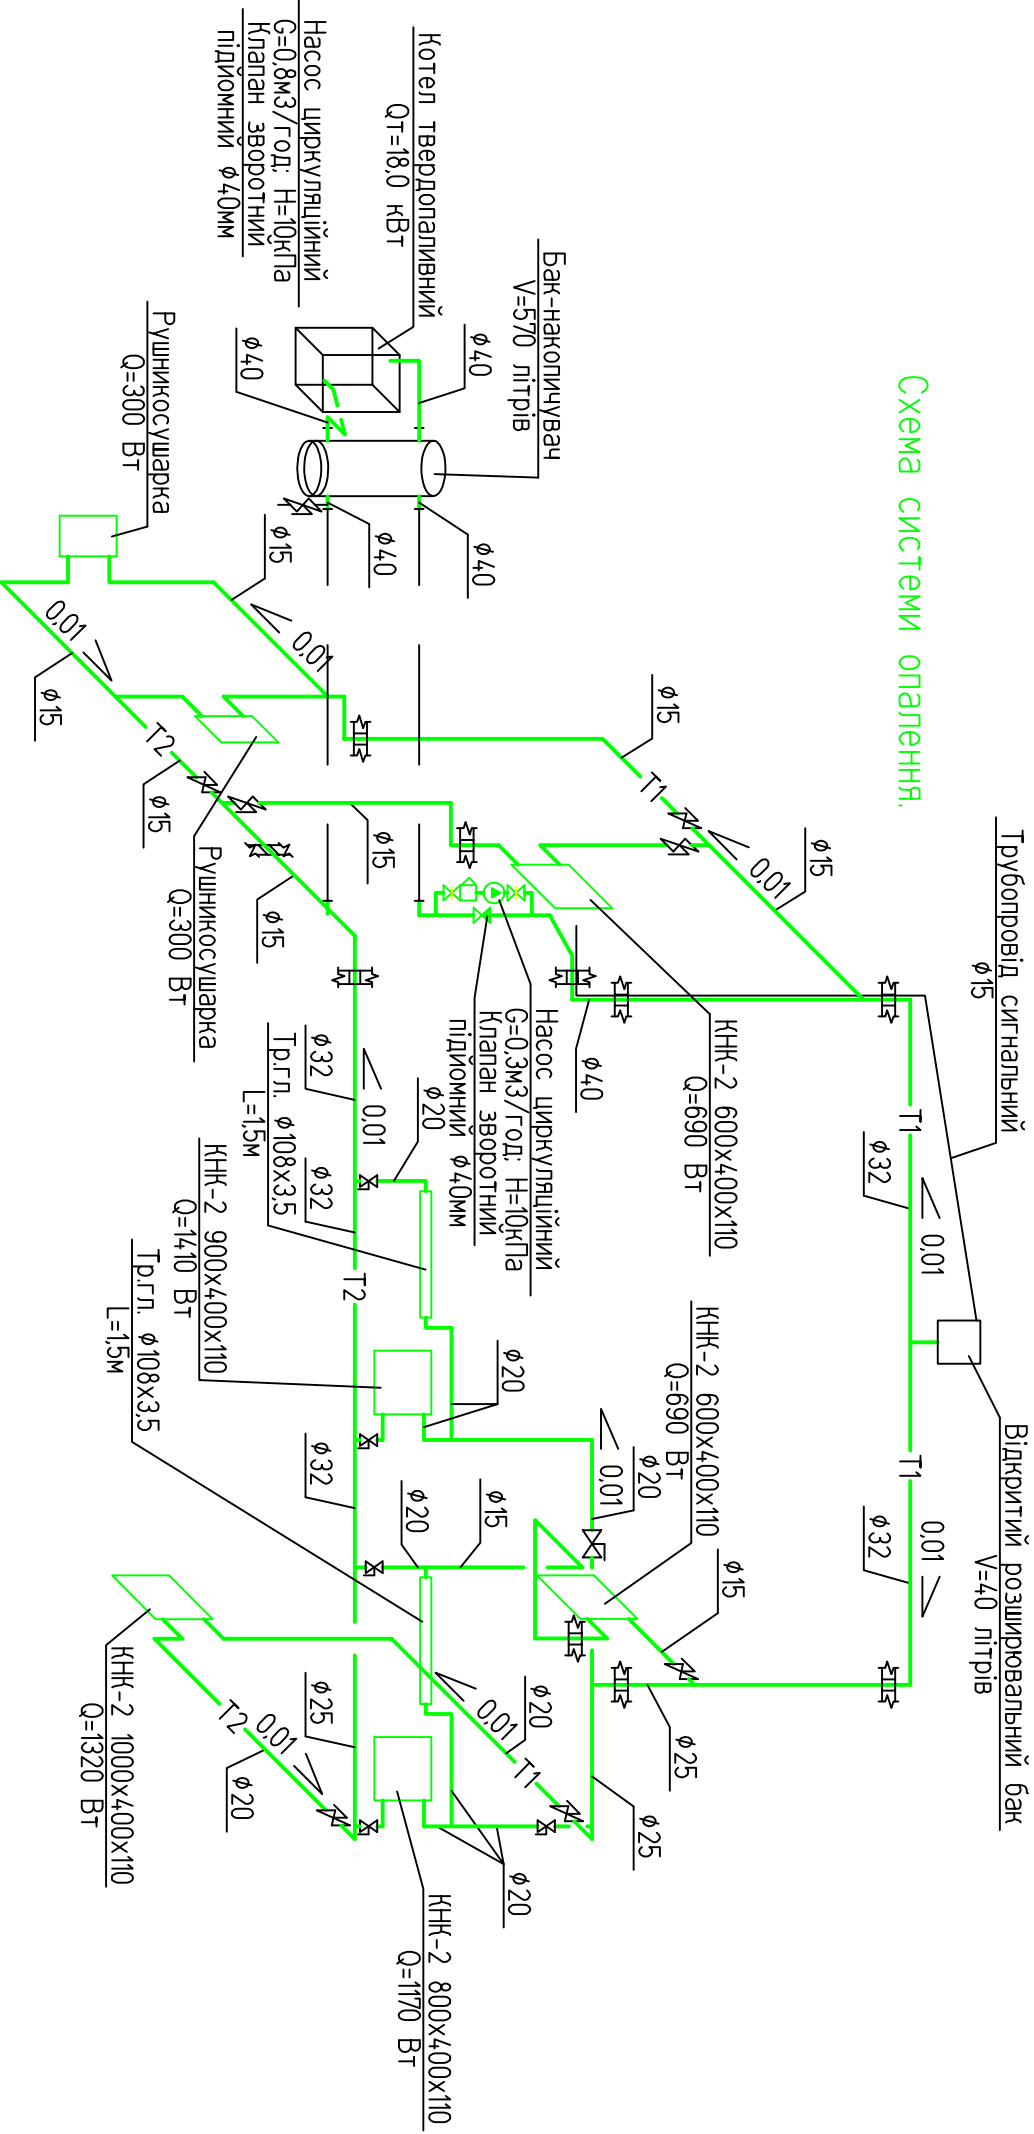 Схема системи опалення.
Трубопровід сигнальний
ф15
Відкритий розширювальний бак
V=40 літрів
T1
ф32
0,01
T1
0,01
ф32
ф15
0,01
T1
ф15
Бак-накопичувач
V=570 літрів
Котел твердопаливний
Qт=18,0 кВт
Насос циркуляційний
G=0,8м3/год; H=10кПа
Клапан зворотний
підйомний ф40мм
ф40
ф40
ф40
ф40
Рушникосушарка
Q=300 Вт
ф15
0,01
0,01
ф15
T2
ф15
Рушникосушарка
Q=300 Вт
ф15
ф15
КНК-2 600х400х110
Q=690 Вт
ф40
Насос циркуляційний
G=0,3м3/год; H=10кПа
Клапан зворотний
підйомний ф40мм
ф32
0,01
ф20
ф32
Тр.гл. ф108х3,5
L=1,5м
T2
КНК-2 900х400х110
Q=1410 Вт
Тр.гл. ф108х3,5
L=1,5м
ф20
КНК-2 600х400х110
Q=690 Вт
ф20
0,01
ф32
ф20
ф15
ф15
ф25
ф25
ф20
0,01
T1
ф25
T2
0,01
ф20
ф20
КНК-2 1000х400х110
Q=1320 Вт
КНК-2 800х400х110
Q=1170 Вт